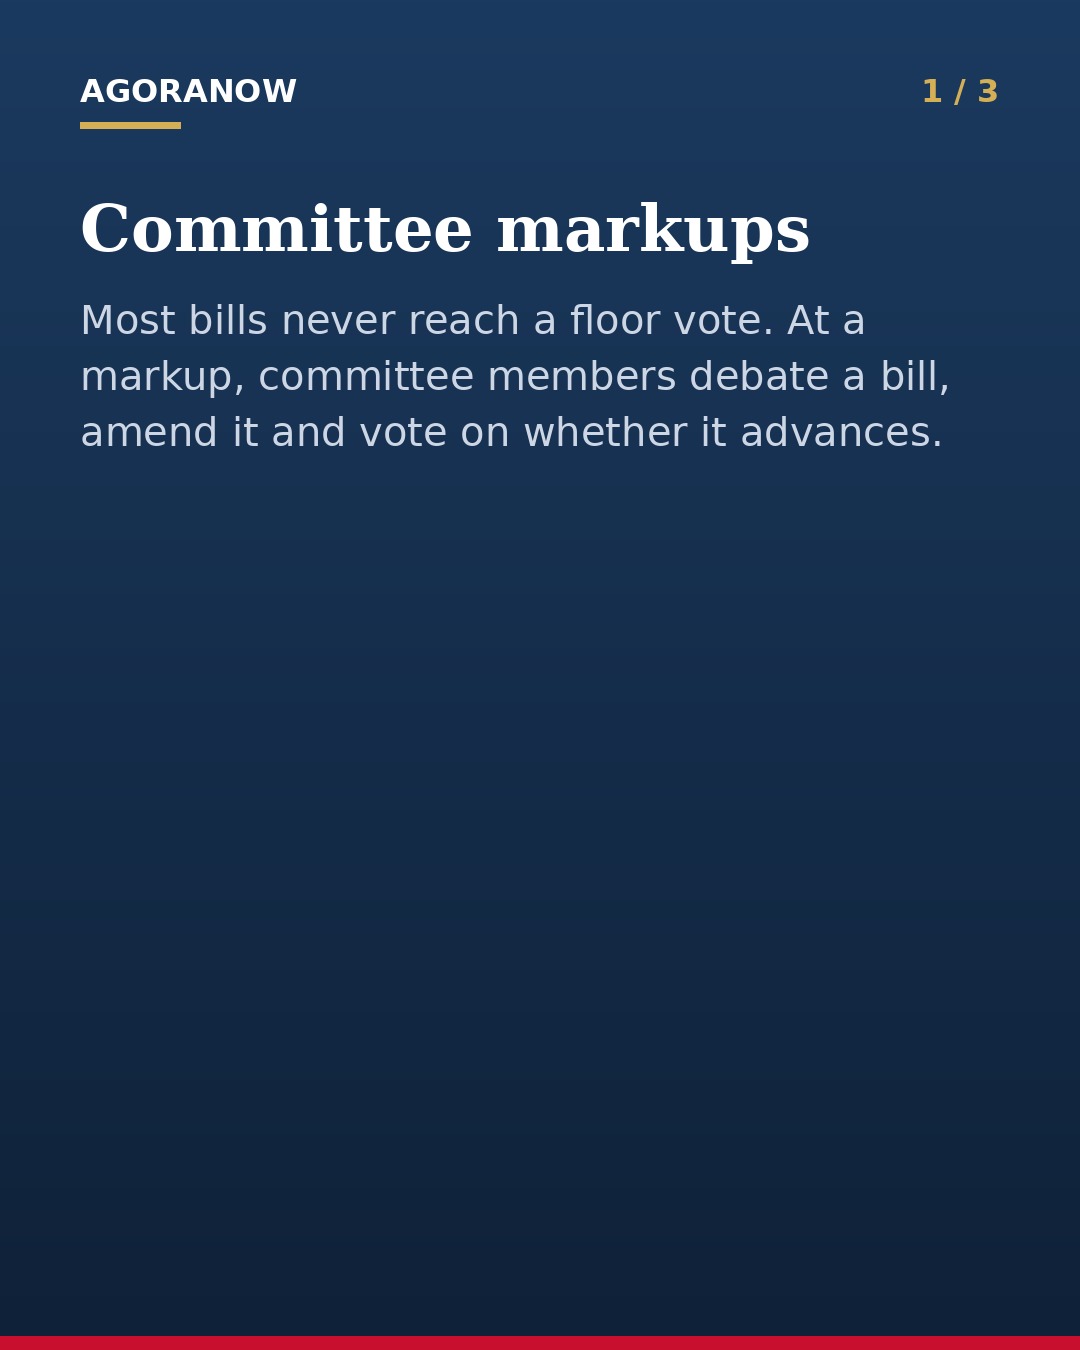 AGORANOW
1 / 3
Committee markups
Most bills never reach a floor vote. At a
markup, committee members debate a bill,
amend it and vote on whether it advances.